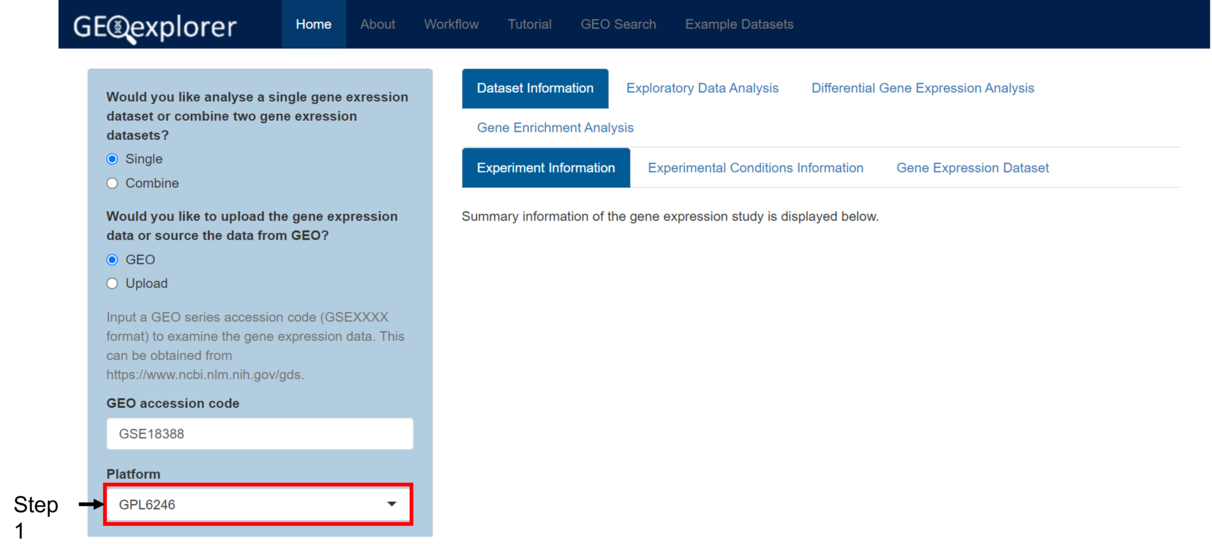 GEOexplorer
Home About Workflow Tutorial GEO Search Example Datasets
Would you like analyse a single gene exression
dataset or combine two gene exression
datasets?
Single
Combine
Would you like to upload the gene expression
data or source the data from GEO?
GEO
Upload
Input a GEO series accession code (GSEXXXX
format) to examine the gene expression data. This
can be obtained from
https://www.ncbi.nlm.nih.gov/gds.
GEO accession code
GSE18388
Platform
GPL6246
Step
1
Dataset Information Exploratory Data Analysis Differential Gene Expression Analysis
Gene Enrichment Analysis
Experiment Information Experimental Conditions Information Gene Expression Dataset
Summary information of the gene expression study is displayed below.